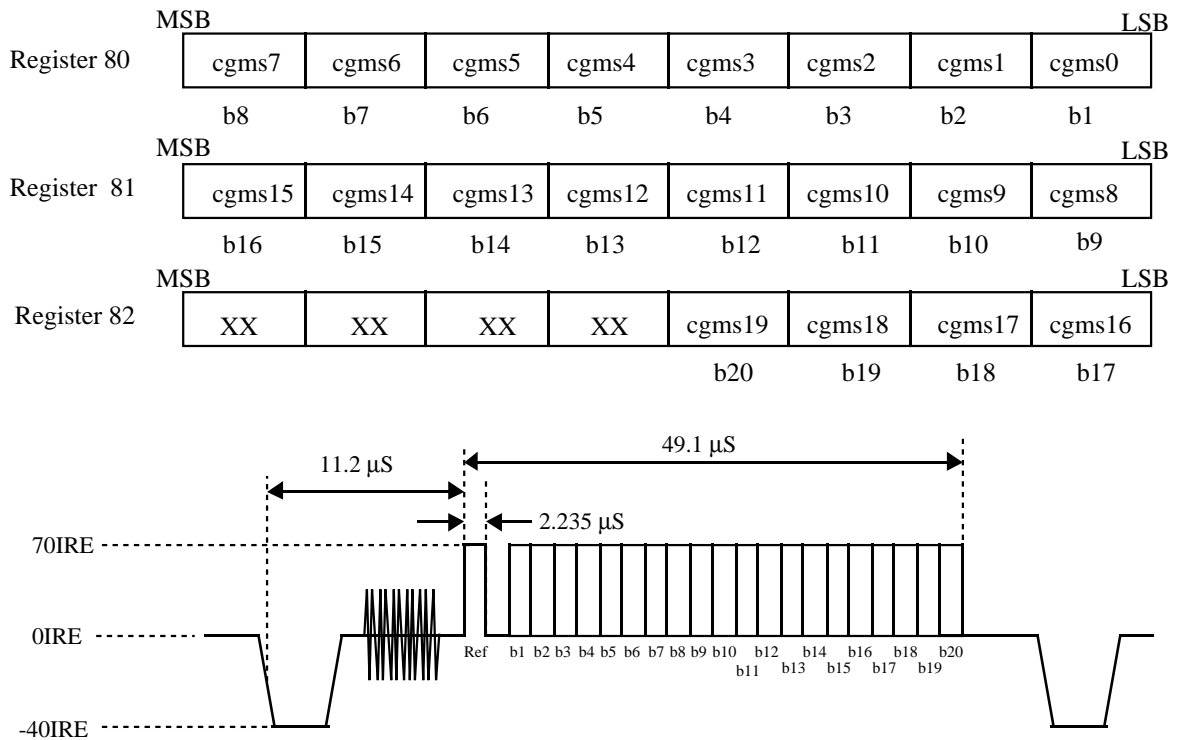 MSB LSB
Register 80 cgms7 cgms6 cgms5 cgms4 cgms3 cgms2 cgms1 cgms0
b8 b7 b6 b5 b4 b3 b2 b1
MSB LSB
Register 81 cgms15 cgms14 cgms13 cgms12 cgms11 cgms10 cgms9 cgms8
b16 b15 b14 b13 b12 b11 b10 b9
MSB LSB
Register 82 XX XX XX XX cgms19 cgms18 cgms17 cgms16
b20 b19 b18 b17
49.1 µS
11.2 µS
2.235 µS
70IRE
0IRE
Ref b1 b2 b3 b4 b5 b6 b7 b8 b9 b10 b12 b14 b16 b18 b20
b11 b13 b15 b17 b19
-40IRE